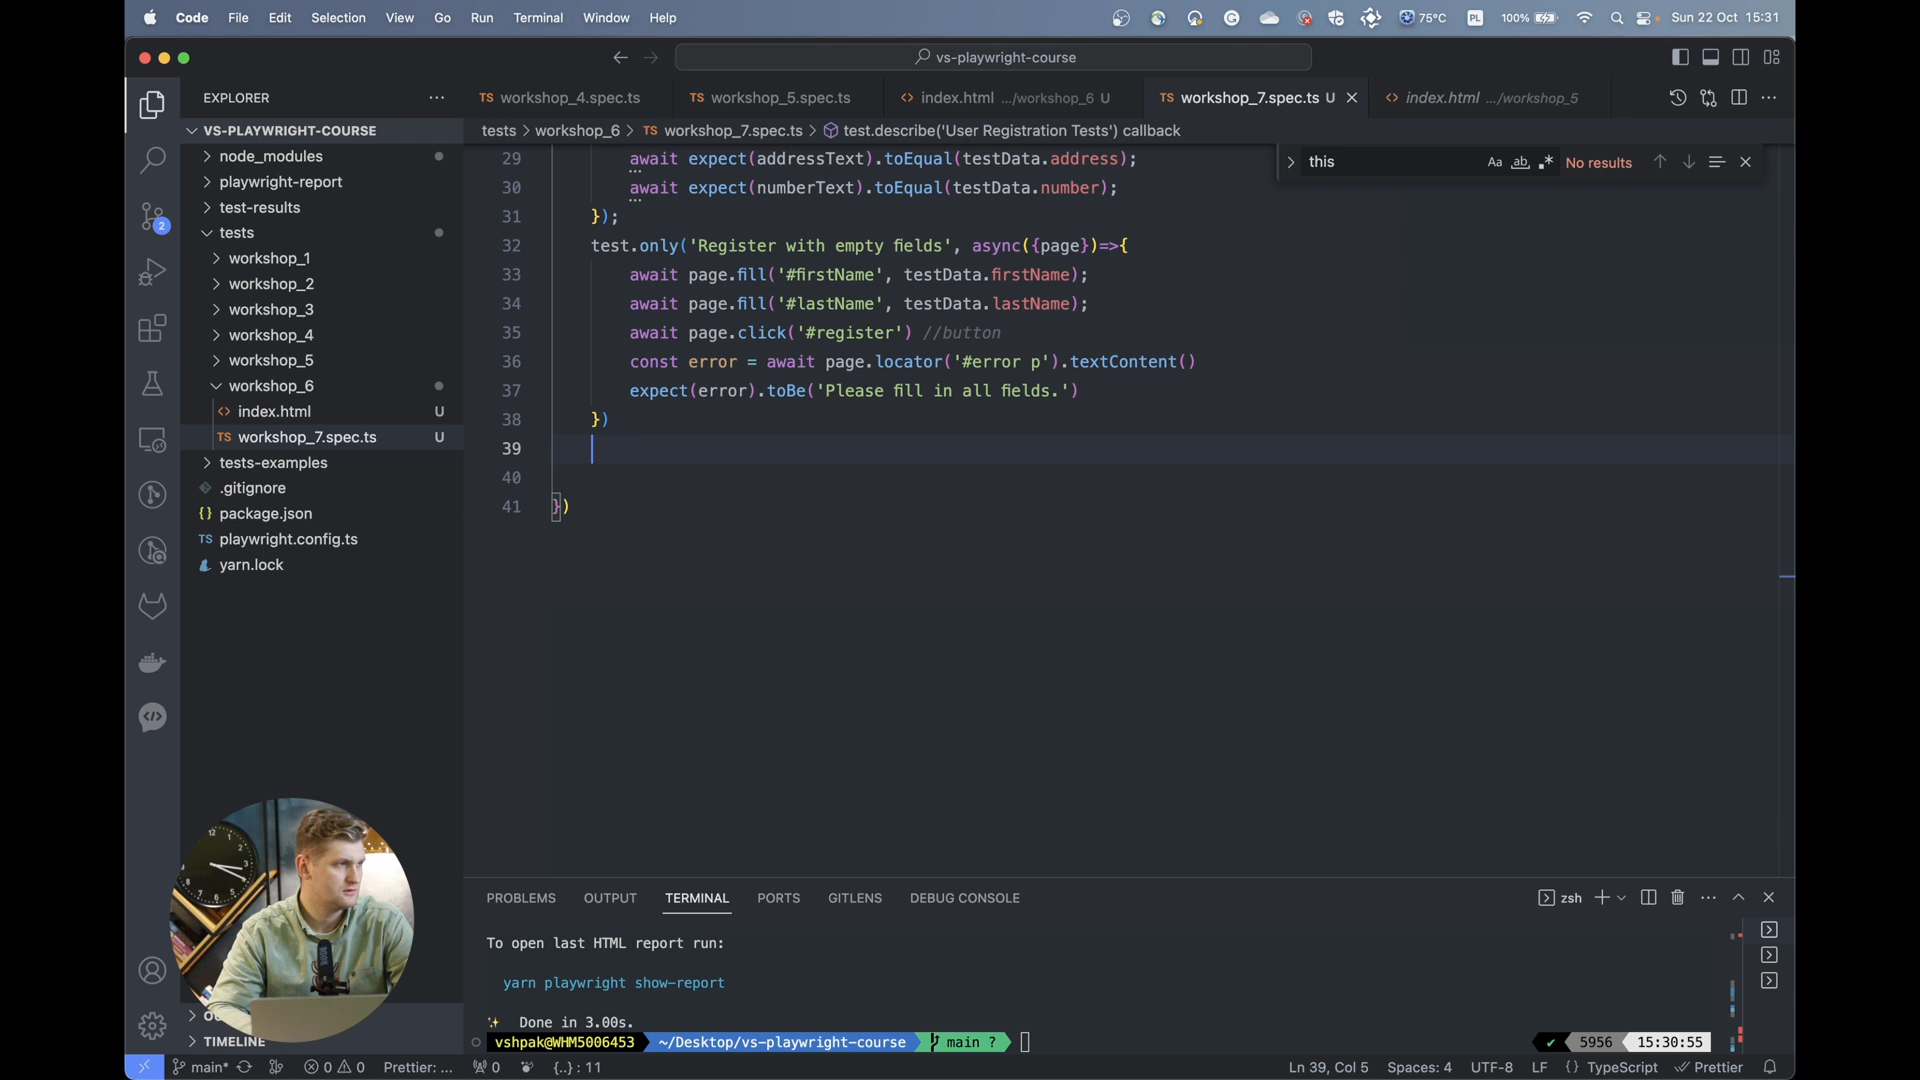 Code File Edit Selection View Go Run Terminal Window Help 75°C PL 100% Sun 22 Oct 15:31
vs-playwright-course
EXPLORER
TS workshop_4.spec.ts TS workshop_5.spec.ts <> index.html .../workshop_6 U TS workshop_7.spec.ts U <> index.html .../workshop_5
VS-PLAYWRIGHT-COURSE
tests > workshop_6 > TS workshop_7.spec.ts > test.describe('User Registration Tests') callback
node_modules
playwright-report
test-results
tests
workshop_1
workshop_2
workshop_3
workshop_4
workshop_5
workshop_6
<> index.html U
TS workshop_7.spec.ts U
tests-examples
.gitignore
{} package.json
TS playwright.config.ts
yarn.lock
TIMELINE
2
this Aa ab .* No results
29 await expect(addressText).toEqual(testData.address);
30 await expect(numberText).toEqual(testData.number);
31 });
32 test.only('Register with empty fields', async({page})=>{
33 await page.fill('#firstName', testData.firstName);
34 await page.fill('#lastName', testData.lastName);
35 await page.click('#register') //button
36 const error = await page.locator('#error p').textContent()
37 expect(error).toBe('Please fill in all fields.')
38 })
39
40
41 })
PROBLEMS OUTPUT TERMINAL PORTS GITLENS DEBUG CONSOLE
zsh
To open last HTML report run:
yarn playwright show-report
Done in 3.00s.
vshpak@WHM5006453 ~/Desktop/vs-playwright-course main ? ✔ 5956 15:30:55
main* 0 0 Prettier: ... 0 {..} : 11 Ln 39, Col 5 Spaces: 4 UTF-8 LF {} TypeScript Prettier